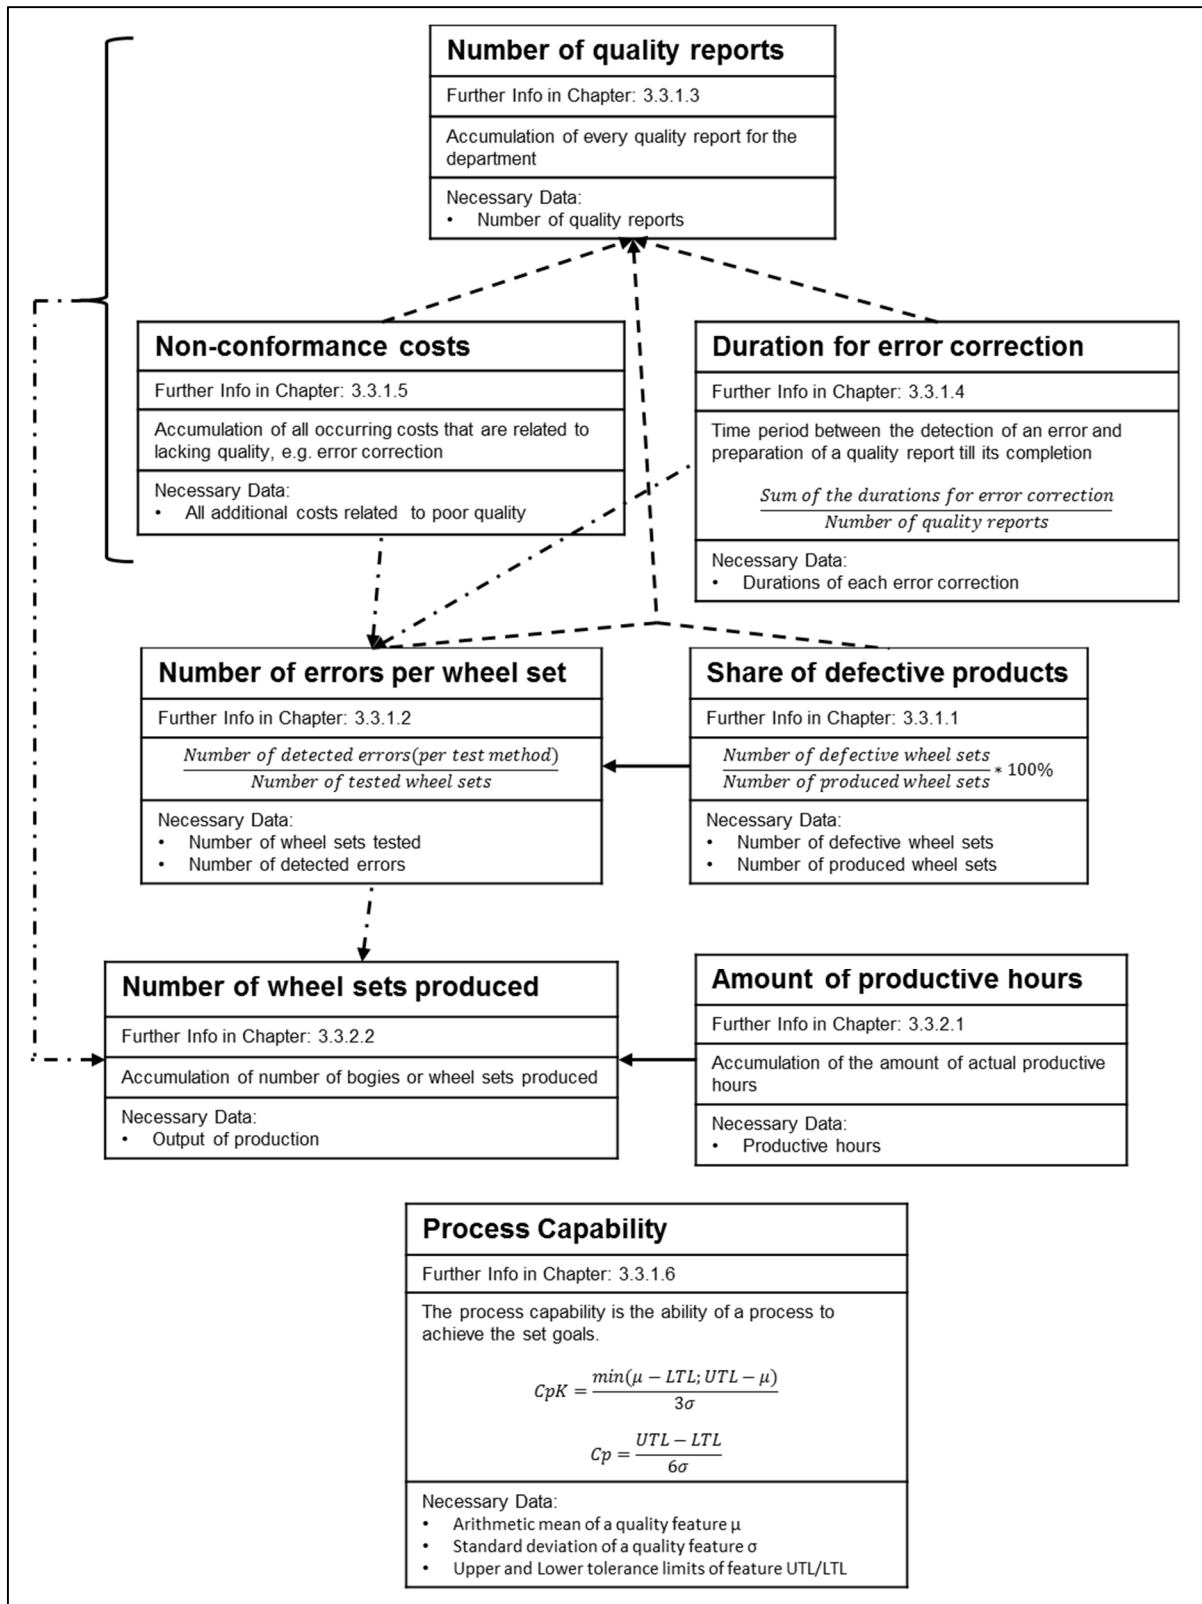 Number of quality reports
Further Info in Chapter: 3.3.1.3
Accumulation of every quality report for the
department
Necessary Data:
• Number of quality reports
Non-conformance costs
Further Info in Chapter: 3.3.1.5
Accumulation of all occurring costs that are related to
lacking quality, e.g. error correction
Necessary Data:
• All additional costs related to poor quality
Duration for error correction
Further Info in Chapter: 3.3.1.4
Time period between the detection of an error and
preparation of a quality report till its completion
Sum of the durations for error correction
Number of quality reports
Necessary Data:
• Durations of each error correction
Number of errors per wheel set
Further Info in Chapter: 3.3.1.2
Number of detected errors(per test method)
Number of tested wheel sets
Necessary Data:
• Number of wheel sets tested
• Number of detected errors
Share of defective products
Further Info in Chapter: 3.3.1.1
Number of defective wheel sets
Number of produced wheel sets
* 100%
Necessary Data:
• Number of defective wheel sets
• Number of produced wheel sets
Number of wheel sets produced
Further Info in Chapter: 3.3.2.2
Accumulation of number of bogies or wheel sets produced
Necessary Data:
• Output of production
Amount of productive hours
Further Info in Chapter: 3.3.2.1
Accumulation of the amount of actual productive
hours
Necessary Data:
• Productive hours
Process Capability
Further Info in Chapter: 3.3.1.6
The process capability is the ability of a process to
achieve the set goals.
CpK = min(μ − LTL; UTL − μ)
3σ
Cp = UTL − LTL
6σ
Necessary Data:
• Arithmetic mean of a quality feature μ
• Standard deviation of a quality feature σ
• Upper and Lower tolerance limits of feature UTL/LTL